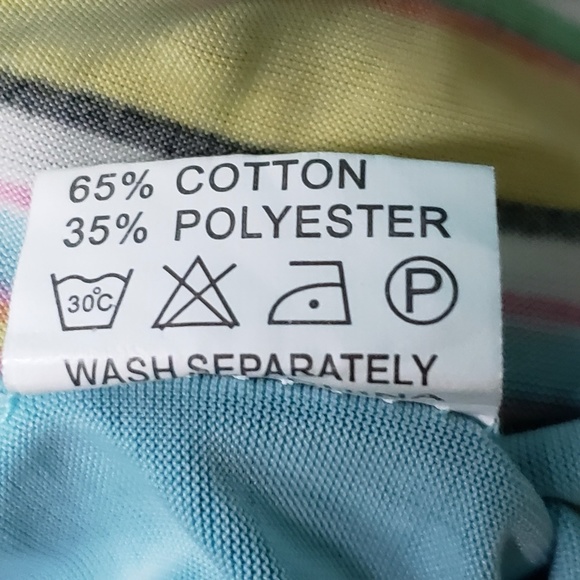 65% COTTON
35% POLYESTER
30°C P
WASH SEPARATELY